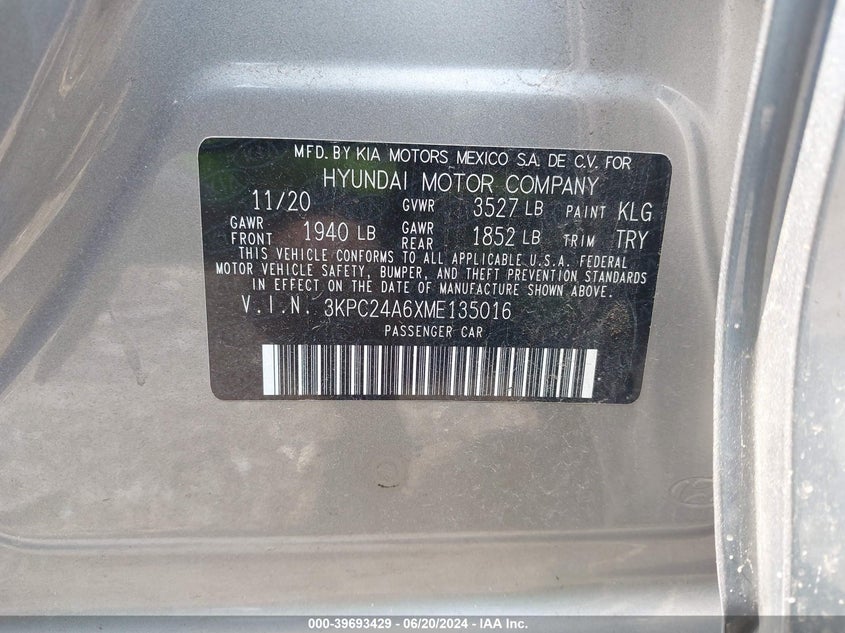 MFD. BY KIA MOTORS MEXICO S.A. DE C.V. FOR
HYUNDAI MOTOR COMPANY
11/20 GVWR 3527 LB PAINT KLG
GAWR FRONT 1940 LB GAWR REAR 1852 LB TRIM TRY
THIS VEHICLE CONFORMS TO ALL APPLICABLE U.S.A. FEDERAL
MOTOR VEHICLE SAFETY, BUMPER, AND THEFT PREVENTION STANDARDS
IN EFFECT ON THE DATE OF MANUFACTURE SHOWN ABOVE.
V.I.N. 3KPC24A6XME135016
PASSENGER CAR
000-39693429 - 06/20/2024 - IAA Inc.